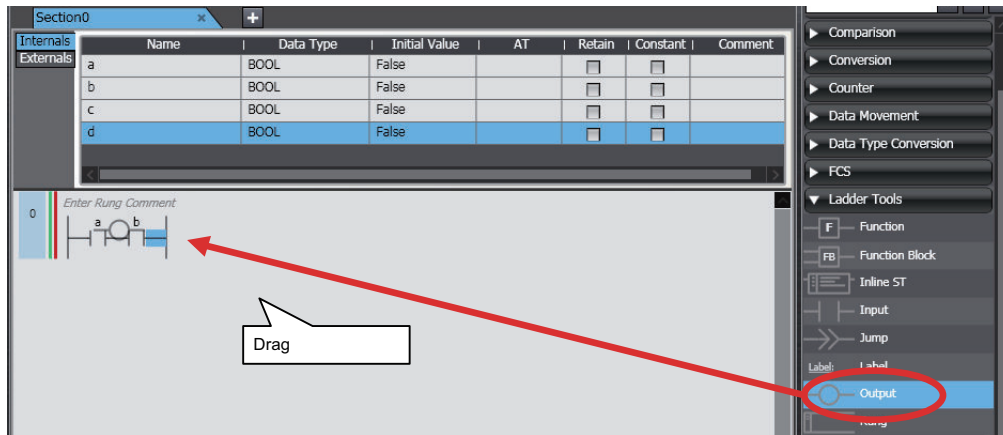 Section0 × +
Internals
Externals
Name Data Type Initial Value AT Retain Constant Comment
a BOOL False
b BOOL False
c BOOL False
d BOOL False
0 Enter Rung Comment
a b
Drag
Comparison
Conversion
Counter
Data Movement
Data Type Conversion
FCS
Ladder Tools
F Function
FB Function Block
Inline ST
Input
Jump
Label: Label
Output
Rung